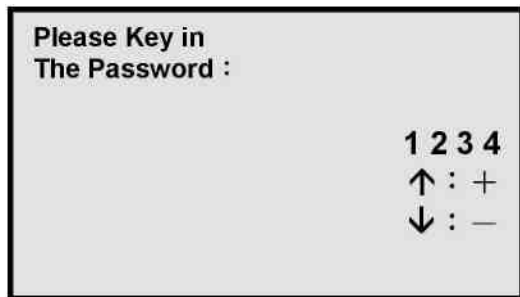 Please Key in
The Password :
1 2 3 4
↑ : +
↓ : −